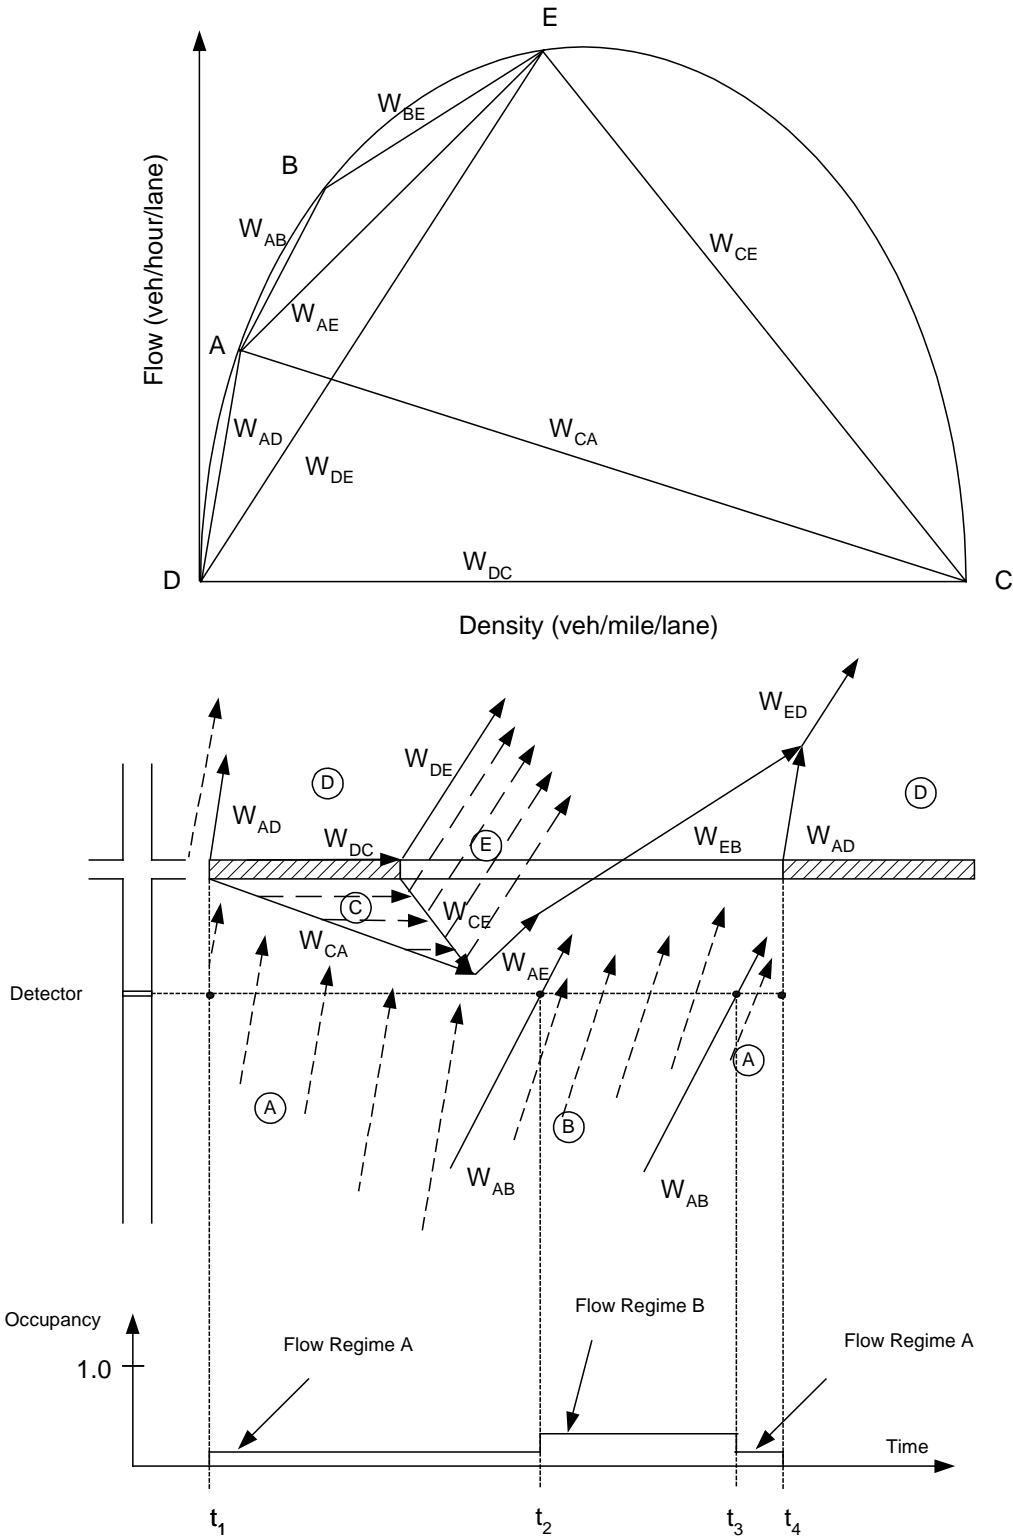 E
W_BE
B
W_AB
W_CE
Flow (veh/hour/lane)
W_AE
A
W_AD
W_CA
W_DE
W_DC
D
C
Density (veh/mile/lane)
W_ED
W_DE
D
D
W_AD
W_DC
E
W_EB
W_AD
C
W_CE
W_CA
W_AE
Detector
A
A
B
W_AB
W_AB
Flow Regime B
Occupancy
Flow Regime A
Flow Regime A
1.0
Time
t_1
t_2
t_3
t_4